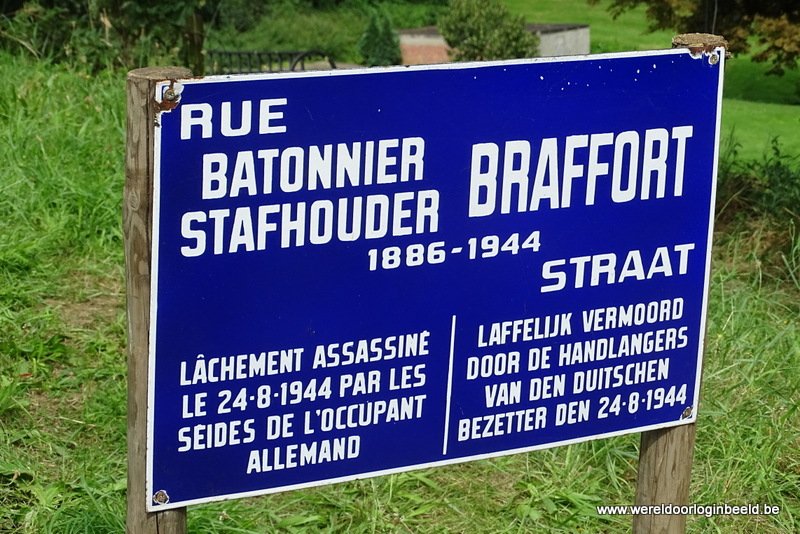 RUE
BATONNIER
STAFHOUDER
BRAFFORT
1886-1944
STRAAT
LÂCHEMENT ASSASSINÉ
LE 24-8-1944 PAR LES
SÉIDES DE L'OCCUPANT
ALLEMAND
LAFFELIJK VERMOORD
DOOR DE HANDLANGERS
VAN DEN DUITSCHEN
BEZETTER DEN 24-8-1944
www.wereldoorloginbeeld.be